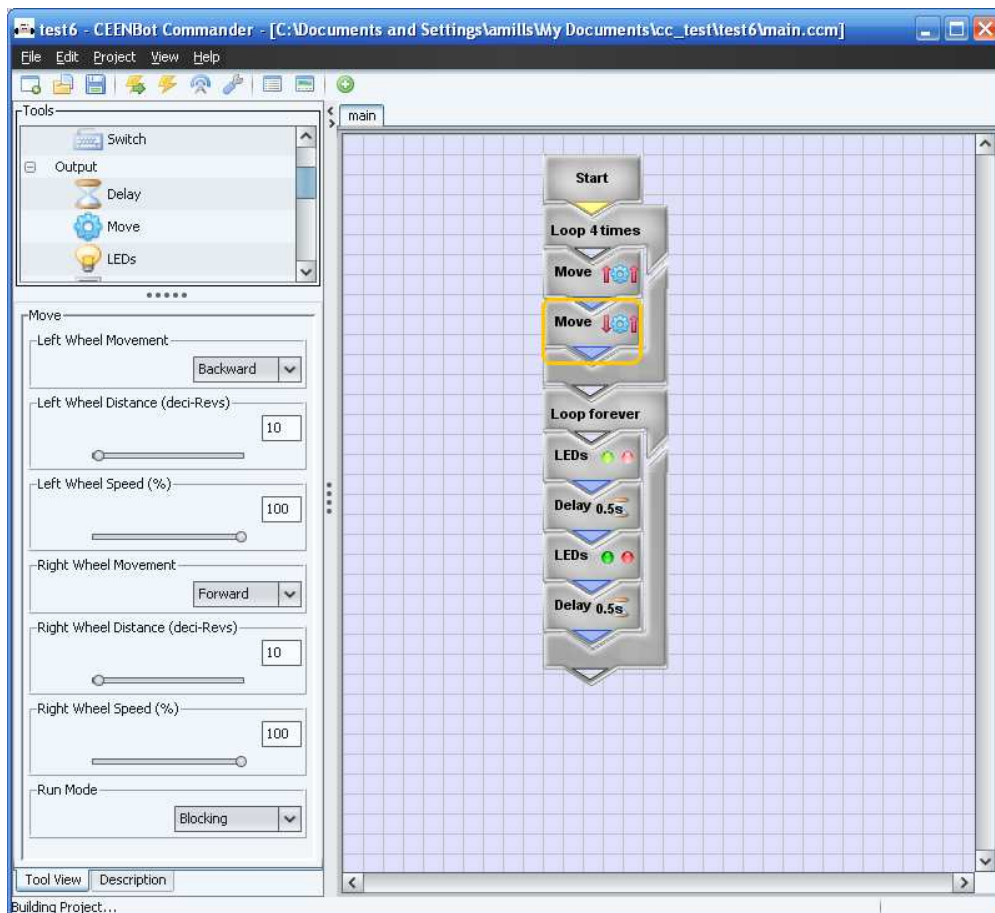 test6 - CEENBot Commander - [C:\Documents and Settings\amills\My Documents\cc_test\test6\main.ccm]
File Edit Project View Help
Tools
Switch
Output
Delay
Move
LEDs
Move
Left Wheel Movement
Backward
Left Wheel Distance (deci-Revs)
10
Left Wheel Speed (%)
100
Right Wheel Movement
Forward
Right Wheel Distance (deci-Revs)
10
Right Wheel Speed (%)
100
Run Mode
Blocking
Tool View Description
Building Project...
main
Start
Loop 4 times
Move
Move
Loop forever
LEDs
Delay 0.5s
LEDs
Delay 0.5s